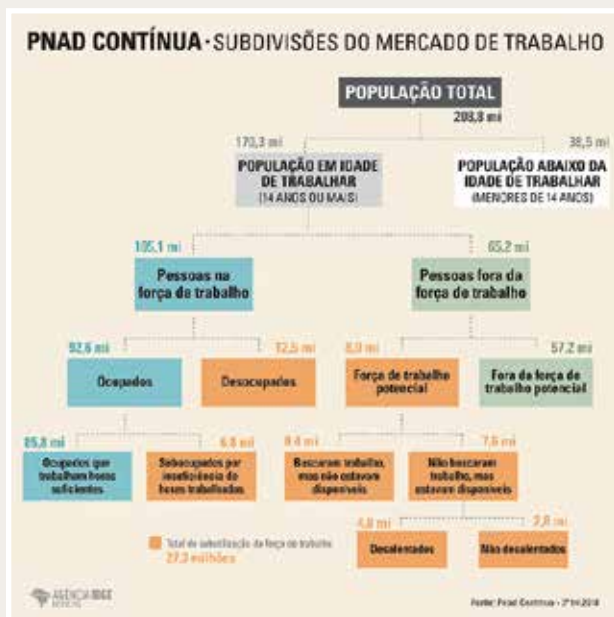 PNAD CONTÍNUA · SUBDIVISÕES DO MERCADO DE TRABALHO
POPULAÇÃO TOTAL
208,8 mi
170,3 mi
38,5 mi
POPULAÇÃO EM IDADE
DE TRABALHAR
(14 ANOS OU MAIS)
POPULAÇÃO ABAIXO DA
IDADE DE TRABALHAR
(MENORES DE 14 ANOS)
105,1 mi
65,2 mi
Pessoas na
força de trabalho
Pessoas fora da
força de trabalho
92,6 mi
12,5 mi
8,0 mi
57,2 mi
Ocupados
Desocupados
Força de trabalho
potencial
Fora da força de
trabalho potencial
85,8 mi
6,8 mi
mi
7,6 mi
Ocupados que
trabalham horas
suficientes
Subocupados por
insuficiência de
horas trabalhadas
Buscaram trabalho,
mas não estavam
disponíveis
Não buscaram
trabalho, mas
estavam disponíveis
4,8 mi
2,8 mi
Desalentados
Não desalentados
Total de subutilização da força de trabalho
27,3 milhões
AGÊNCIA IBGE
NOTÍCIAS
Fonte: Pnad Contínua - 2º tri 2018